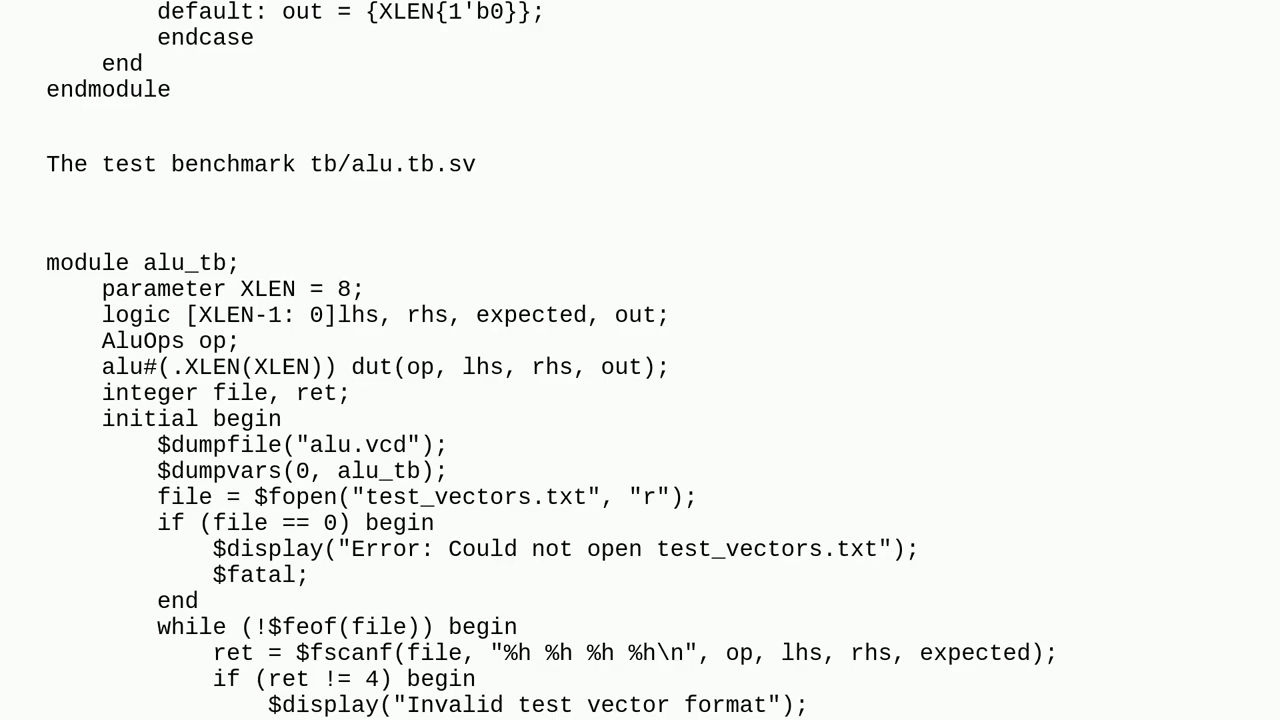 default: out = {XLEN{1'b0}};
endcase
end
endmodule
The test benchmark tb/alu.tb.sv
module alu_tb;
parameter XLEN = 8;
logic [XLEN-1: 0]lhs, rhs, expected, out;
AluOps op;
alu#(.XLEN(XLEN)) dut(op, lhs, rhs, out);
integer file, ret;
initial begin
$dumpfile("alu.vcd");
$dumpvars(0, alu_tb);
file = $fopen("test_vectors.txt", "r");
if (file == 0) begin
$display("Error: Could not open test_vectors.txt");
$fatal;
end
while (!$feof(file)) begin
ret = $fscanf(file, "%h %h %h %h\n", op, lhs, rhs, expected);
if (ret != 4) begin
$display("Invalid test vector format");